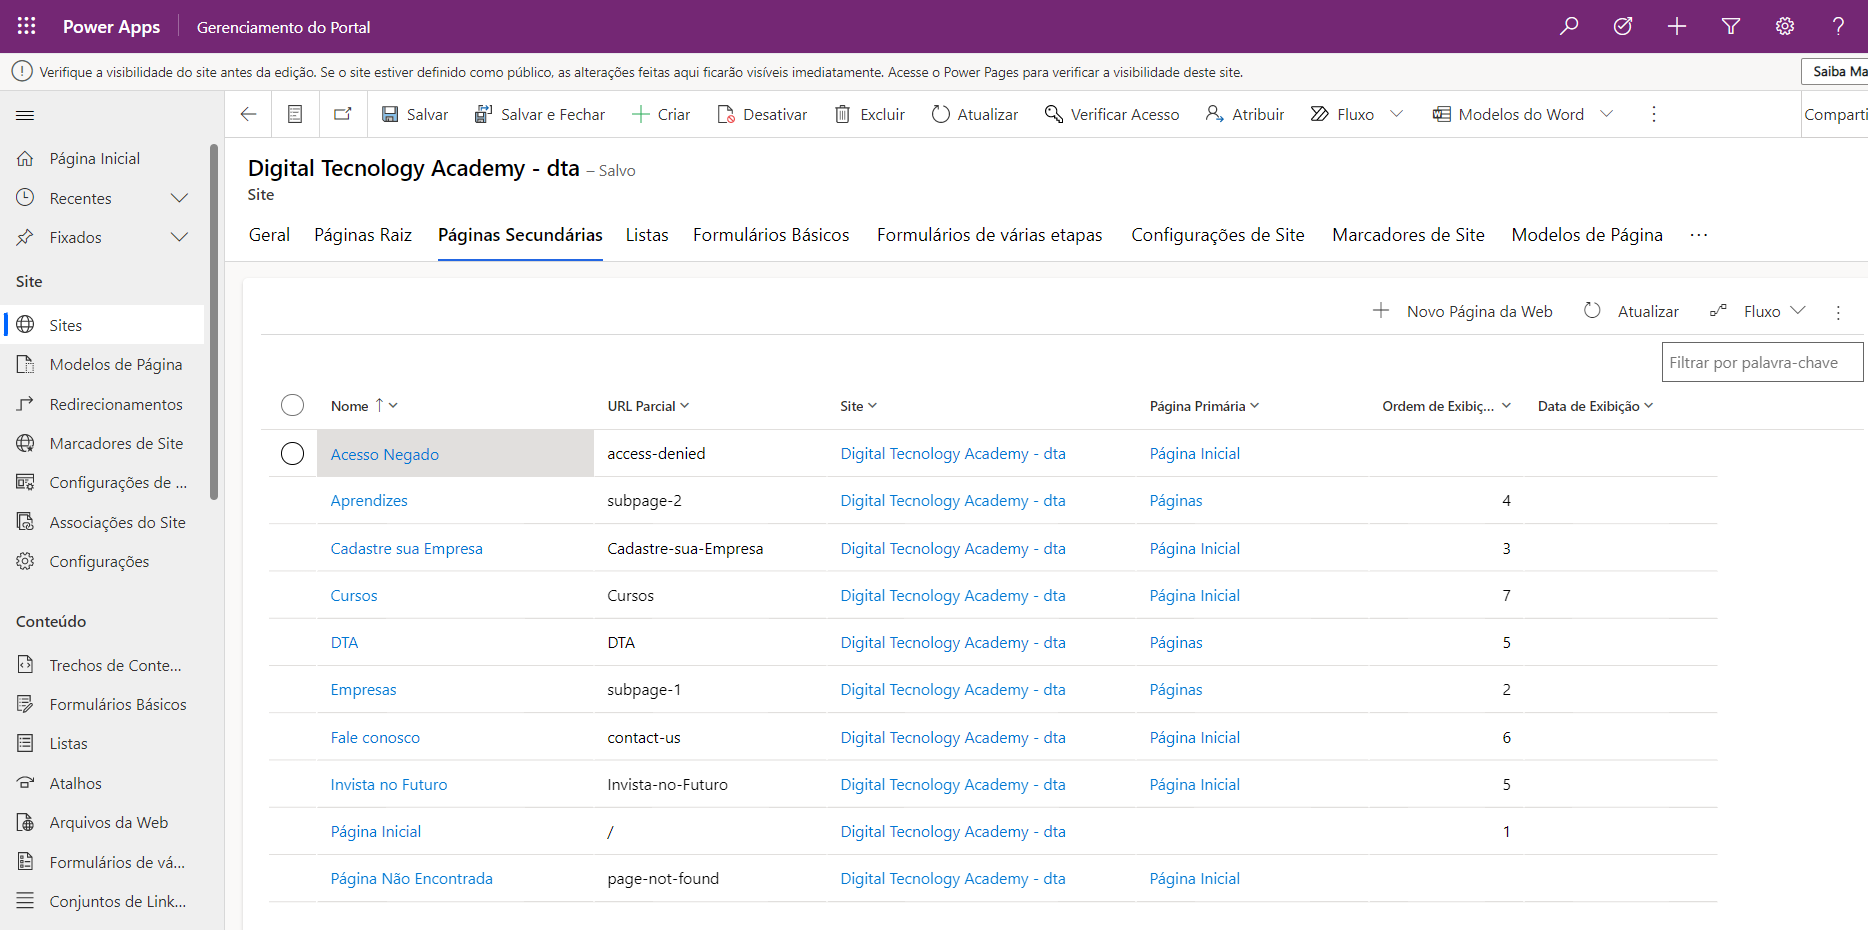 Power Apps
Gerenciamento do Portal
Verifique a visibilidade do site antes da edição. Se o site estiver definido como público, as alterações feitas aqui ficarão visíveis imediatamente. Acesse o Power Pages para verificar a visibilidade deste site.
Saiba Ma
Salvar
Salvar e Fechar
Criar
Desativar
Excluir
Atualizar
Verificar Acesso
Atribuir
Fluxo
Modelos do Word
Comparti
Página Inicial
Recentes
Fixados
Site
Sites
Modelos de Página
Redirecionamentos
Marcadores de Site
Configurações de ...
Associações do Site
Configurações
Conteúdo
Trechos de Conte...
Formulários Básicos
Listas
Atalhos
Arquivos da Web
Formulários de vá...
Conjuntos de Link...
Digital Tecnology Academy - dta – Salvo
Site
Geral Páginas Raiz Páginas Secundárias Listas Formulários Básicos Formulários de várias etapas Configurações de Site Marcadores de Site Modelos de Página ...
Novo Página da Web Atualizar Fluxo
Filtrar por palavra-chave
Nome ↑ URL Parcial Site Página Primária Ordem de Exibiç... Data de Exibição
Acesso Negado access-denied Digital Tecnology Academy - dta Página Inicial
Aprendizes subpage-2 Digital Tecnology Academy - dta Páginas 4
Cadastre sua Empresa Cadastre-sua-Empresa Digital Tecnology Academy - dta Página Inicial 3
Cursos Cursos Digital Tecnology Academy - dta Página Inicial 7
DTA DTA Digital Tecnology Academy - dta Páginas 5
Empresas subpage-1 Digital Tecnology Academy - dta Páginas 2
Fale conosco contact-us Digital Tecnology Academy - dta Página Inicial 6
Invista no Futuro Invista-no-Futuro Digital Tecnology Academy - dta Página Inicial 5
Página Inicial / Digital Tecnology Academy - dta 1
Página Não Encontrada page-not-found Digital Tecnology Academy - dta Página Inicial